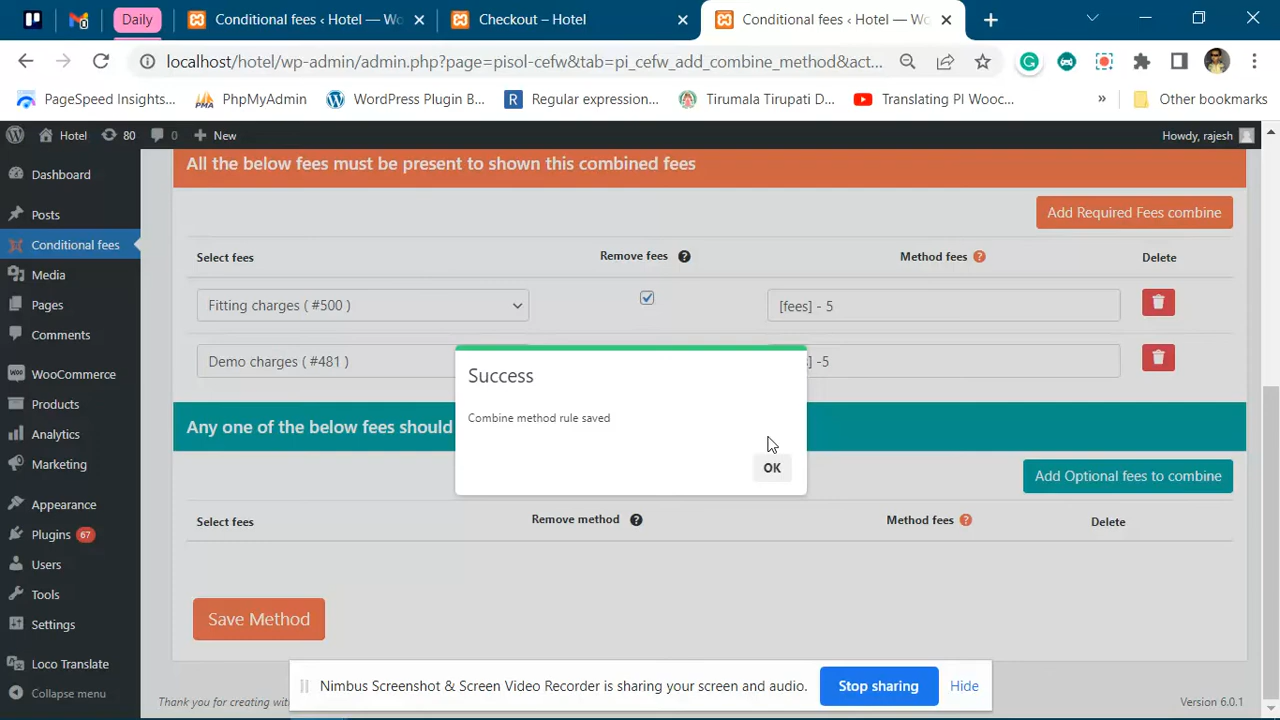 Daily
Conditional fees ‹ Hotel — Wo
Checkout – Hotel
Conditional fees ‹ Hotel — Wo
localhost/hotel/wp-admin/admin.php?page=pisol-cefw&tab=pi_cefw_add_combine_method&act...
PageSpeed Insights...
PhpMyAdmin
WordPress Plugin B...
Regular expression...
Tirumala Tirupati D...
Translating PI Wooc...
»
Other bookmarks
Hotel
80
0
New
Howdy, rajesh
Dashboard
Posts
Conditional fees
Media
Pages
Comments
WooCommerce
Products
Analytics
Marketing
Appearance
Plugins 67
Users
Tools
Settings
Loco Translate
Collapse menu
All the below fees must be present to shown this combined fees
Add Required Fees combine
Select fees
Remove fees ?
Method fees ?
Delete
Fitting charges ( #500 )
[fees] - 5
Demo charges ( #481 )
] -5
Success
Combine method rule saved
OK
Any one of the below fees should
Add Optional fees to combine
Select fees
Remove method ?
Method fees ?
Delete
Save Method
Nimbus Screenshot & Screen Video Recorder is sharing your screen and audio.
Stop sharing
Hide
Thank you for creating wit
Version 6.0.1